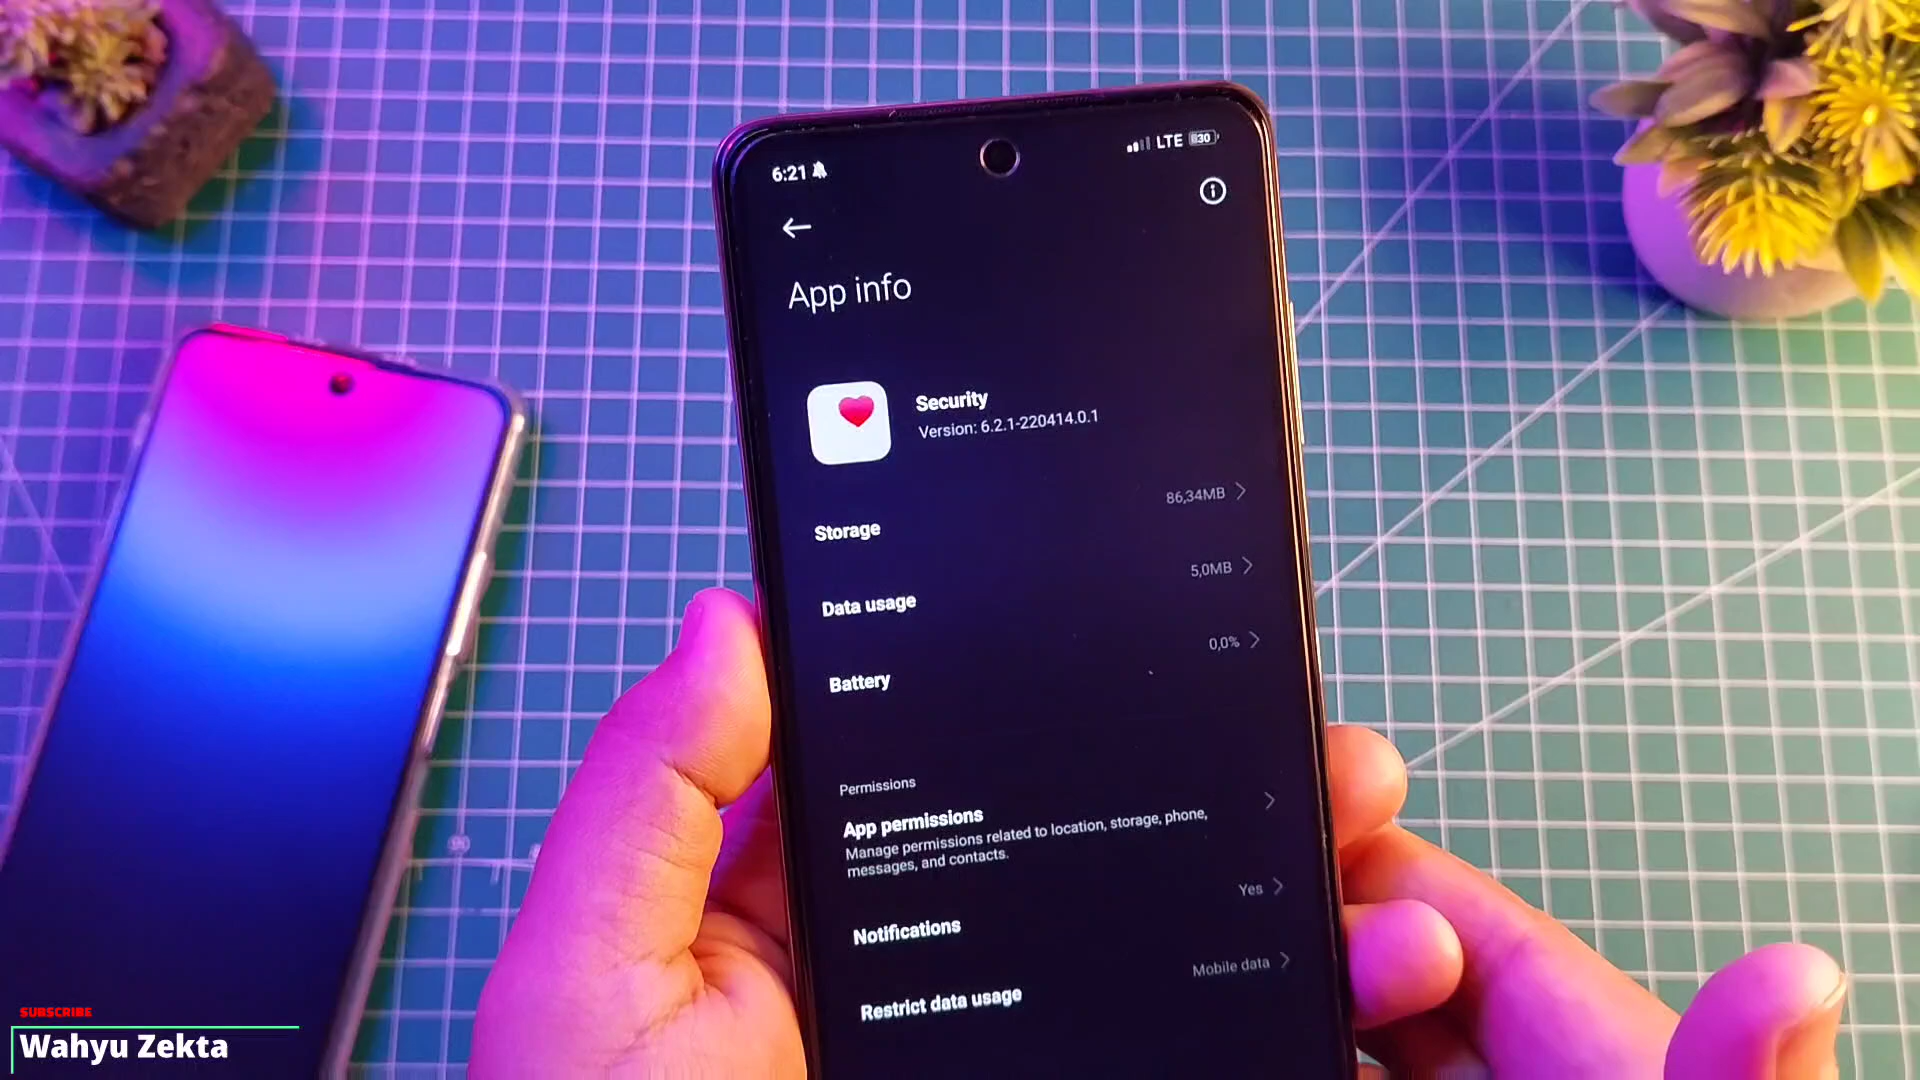 6:21
LTE 30
App info
Security
Version: 6.2.1-220414.0.1
86,34MB
Storage
5,0MB
Data usage
0,0%
Battery
Permissions
App permissions
Manage permissions related to location, storage, phone,
messages, and contacts.
Yes
Notifications
Mobile data
Restrict data usage
SUBSCRIBE
Wahyu Zekta